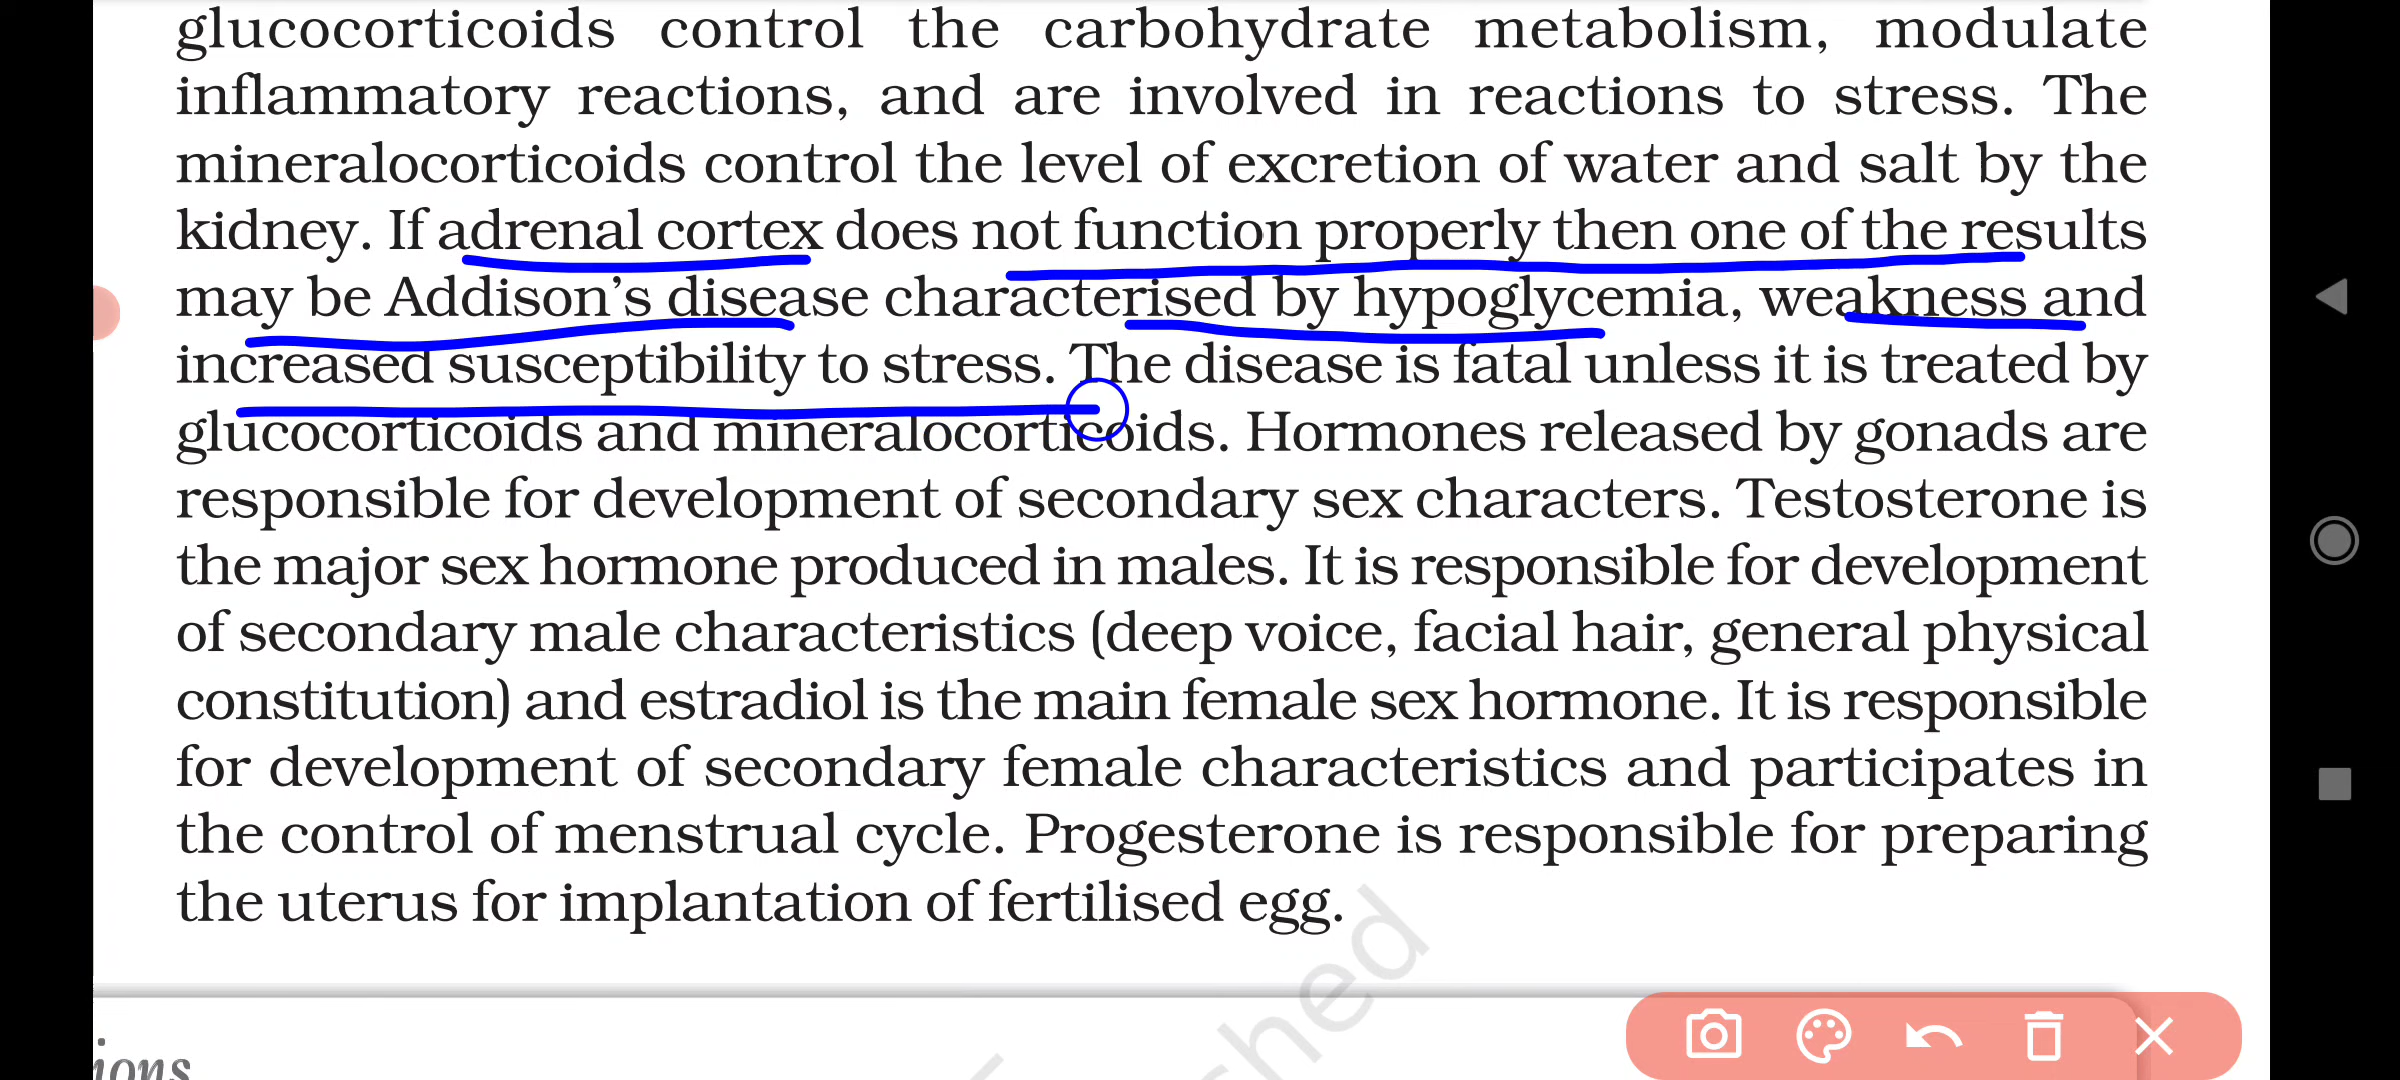 glucocorticoids control the carbohydrate metabolism, modulate
inflammatory reactions, and are involved in reactions to stress. The
mineralocorticoids control the level of excretion of water and salt by the
kidney. If adrenal cortex does not function properly then one of the results
may be Addison’s disease characterised by hypoglycemia, weakness and
increased susceptibility to stress. The disease is fatal unless it is treated by
glucocorticoids and mineralocorticoids. Hormones released by gonads are
responsible for development of secondary sex characters. Testosterone is
the major sex hormone produced in males. It is responsible for development
of secondary male characteristics (deep voice, facial hair, general physical
constitution) and estradiol is the main female sex hormone. It is responsible
for development of secondary female characteristics and participates in
the control of menstrual cycle. Progesterone is responsible for preparing
the uterus for implantation of fertilised egg.